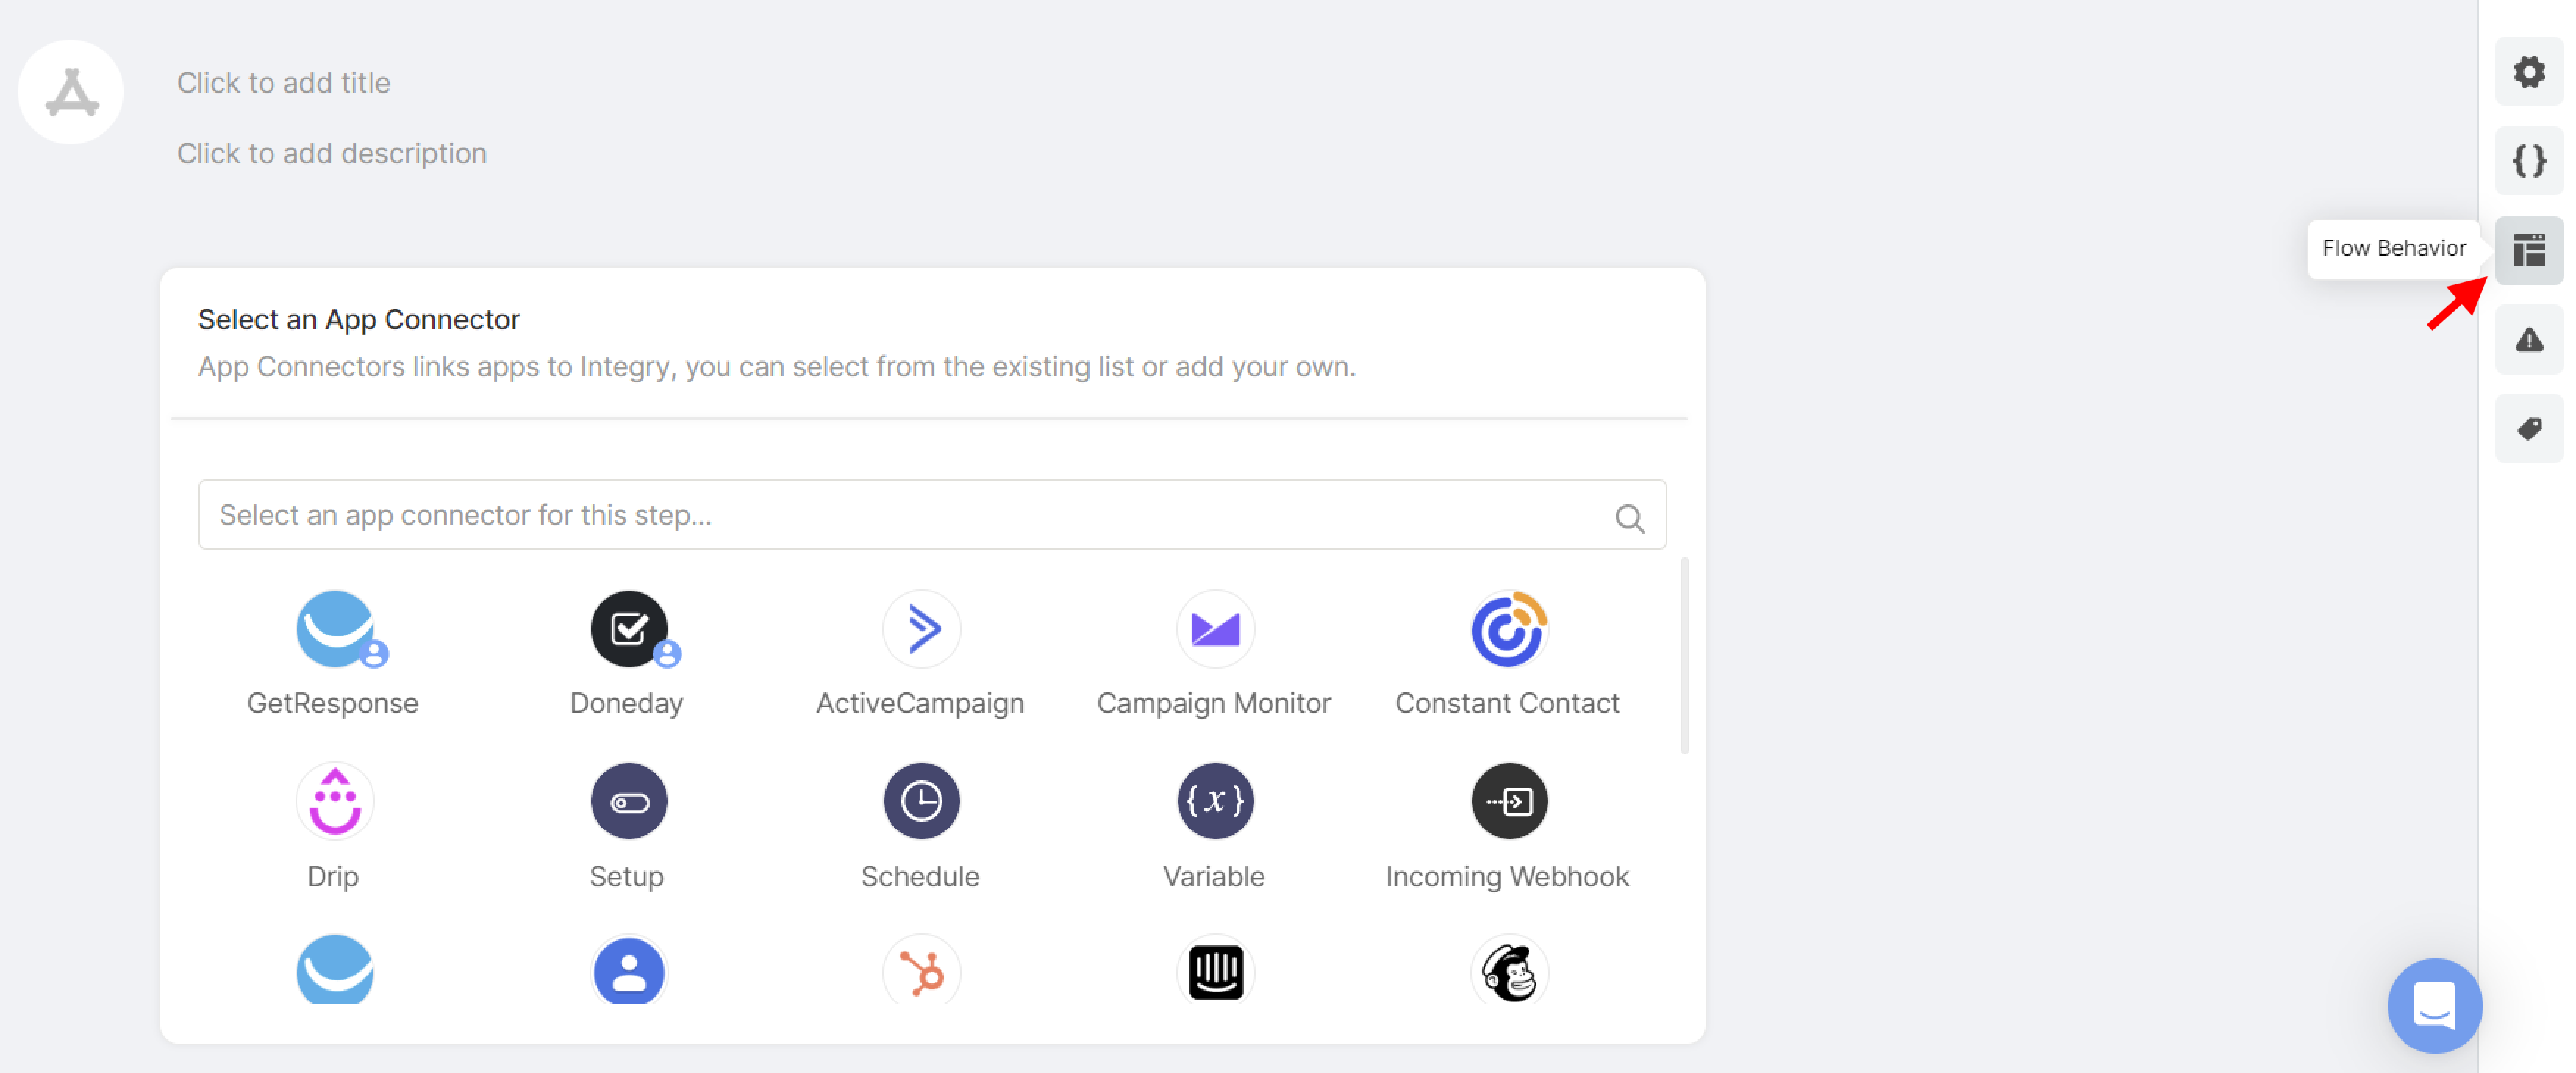 Click to add title
Click to add description
Flow Behavior
Select an App Connector
App Connectors links apps to Integry, you can select from the existing list or add your own.
Select an app connector for this step...
GetResponse
Doneday
ActiveCampaign
Campaign Monitor
Constant Contact
Drip
Setup
Schedule
{x}
Variable
Incoming Webhook